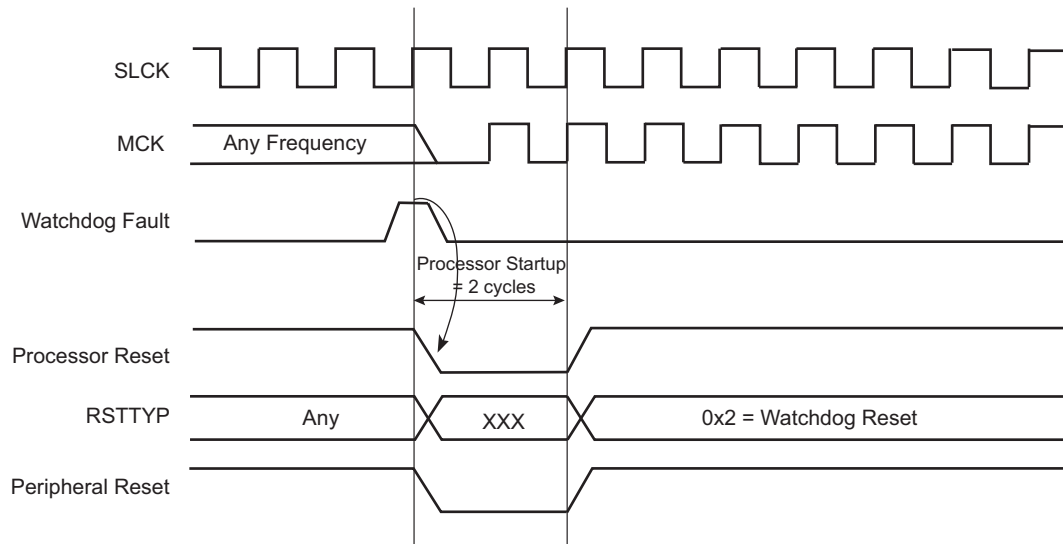 SLCK
MCK
Any Frequency
Watchdog Fault
Processor Startup
= 2 cycles
Processor Reset
RSTTYP
Any
XXX
0x2 = Watchdog Reset
Peripheral Reset